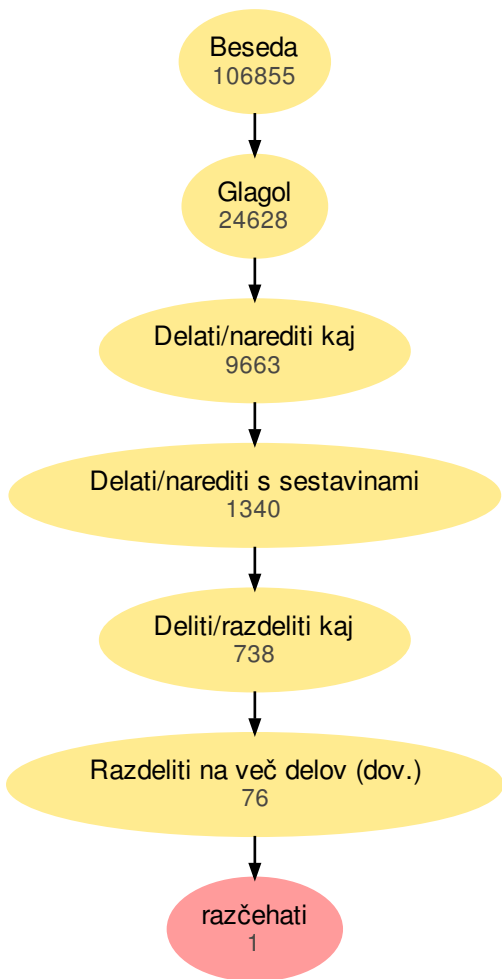 Beseda
106855
Glagol
24628
Delati/narediti kaj
9663
Delati/narediti s sestavinami
1340
Deliti/razdeliti kaj
738
Razdeliti na več delov (dov.)
76
razčehati
1